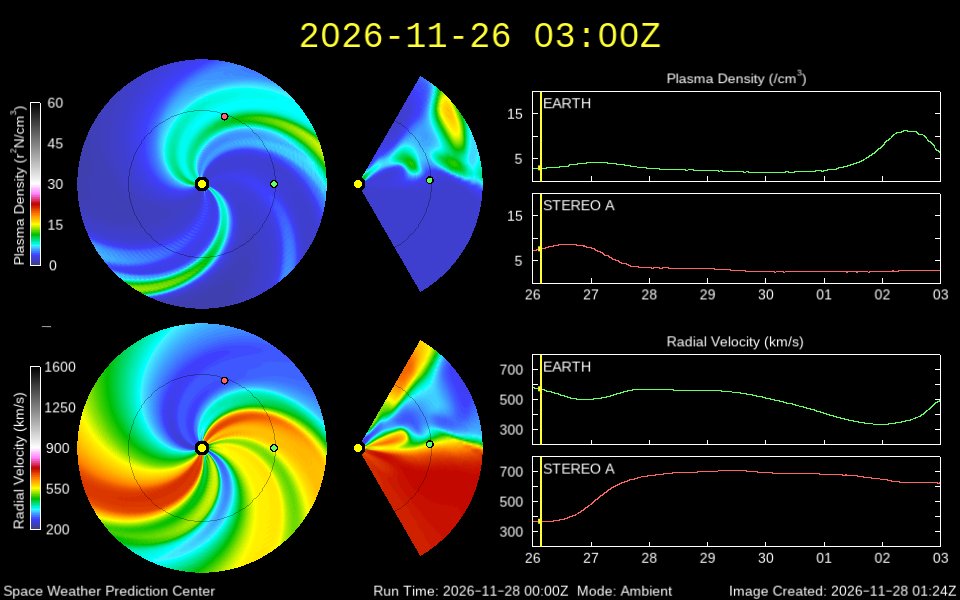 2026-11-26 03:00Z
Plasma Density (r²N/cm³)
60
45
30
15
0
Plasma Density (/cm³)
EARTH
15
5
STEREO A
15
5
26 27 28 29 30 01 02 03
Radial Velocity (km/s)
1600
1250
900
550
200
Radial Velocity (km/s)
EARTH
700
500
300
STEREO A
700
500
300
26 27 28 29 30 01 02 03
Space Weather Prediction Center Run Time: 2026-11-28 00:00Z Mode: Ambient Image Created: 2026-11-28 01:24Z